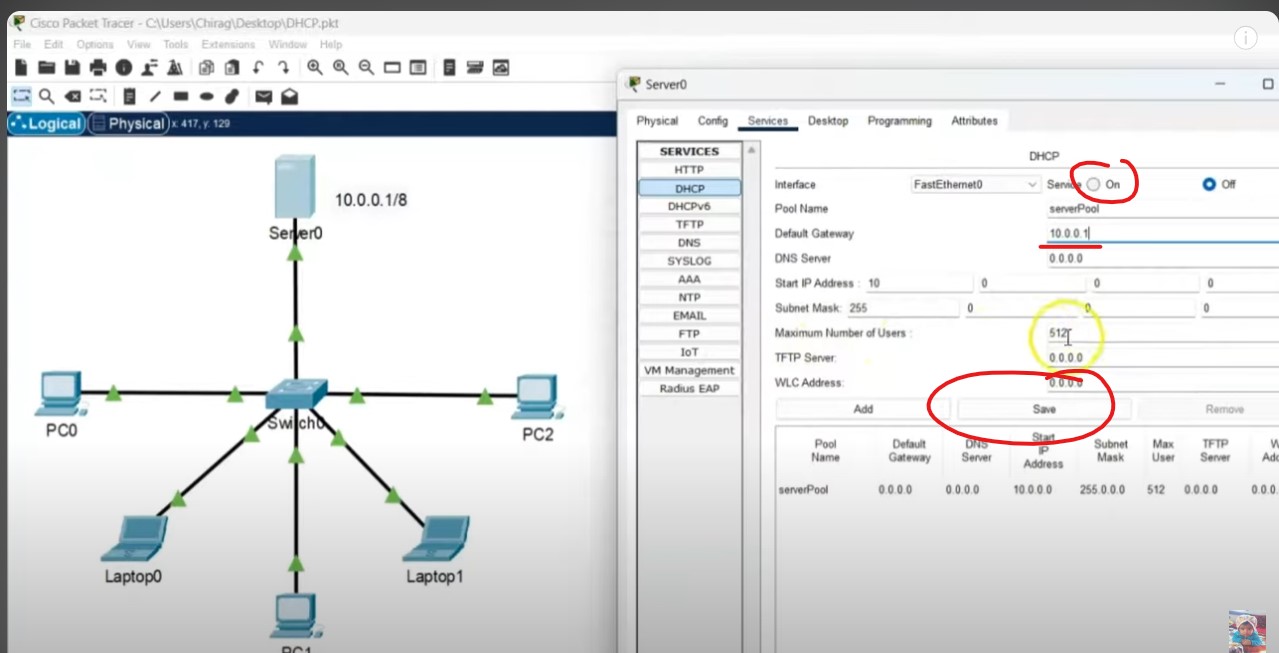 Cisco Packet Tracer - C:\Users\Chirag\Desktop\DHCP.pkt
File Edit Options View Tools Extensions Window Help
Logical Physical x: 417, y: 129
10.0.0.1/8
Server0
PC0
Switch0
PC2
Laptop0
Laptop1
PC1
Server0
Physical Config Services Desktop Programming Attributes
SERVICES
HTTP
DHCP
DHCPv6
TFTP
DNS
SYSLOG
AAA
NTP
EMAIL
FTP
IoT
VM Management
Radius EAP
DHCP
Interface FastEthernet0 Service On Off
Pool Name serverPool
Default Gateway 10.0.0.1
DNS Server 0.0.0.0
Start IP Address : 10 0 0 0
Subnet Mask: 255 0 0 0
Maximum Number of Users : 512
TFTP Server: 0.0.0.0
WLC Address: 0.0.0.0
Add Save Remove
Pool Name Default Gateway DNS Server Start IP Address Subnet Mask Max User TFTP Server
serverPool 0.0.0.0 0.0.0.0 10.0.0.0 255.0.0.0 512 0.0.0.0 0.0.0